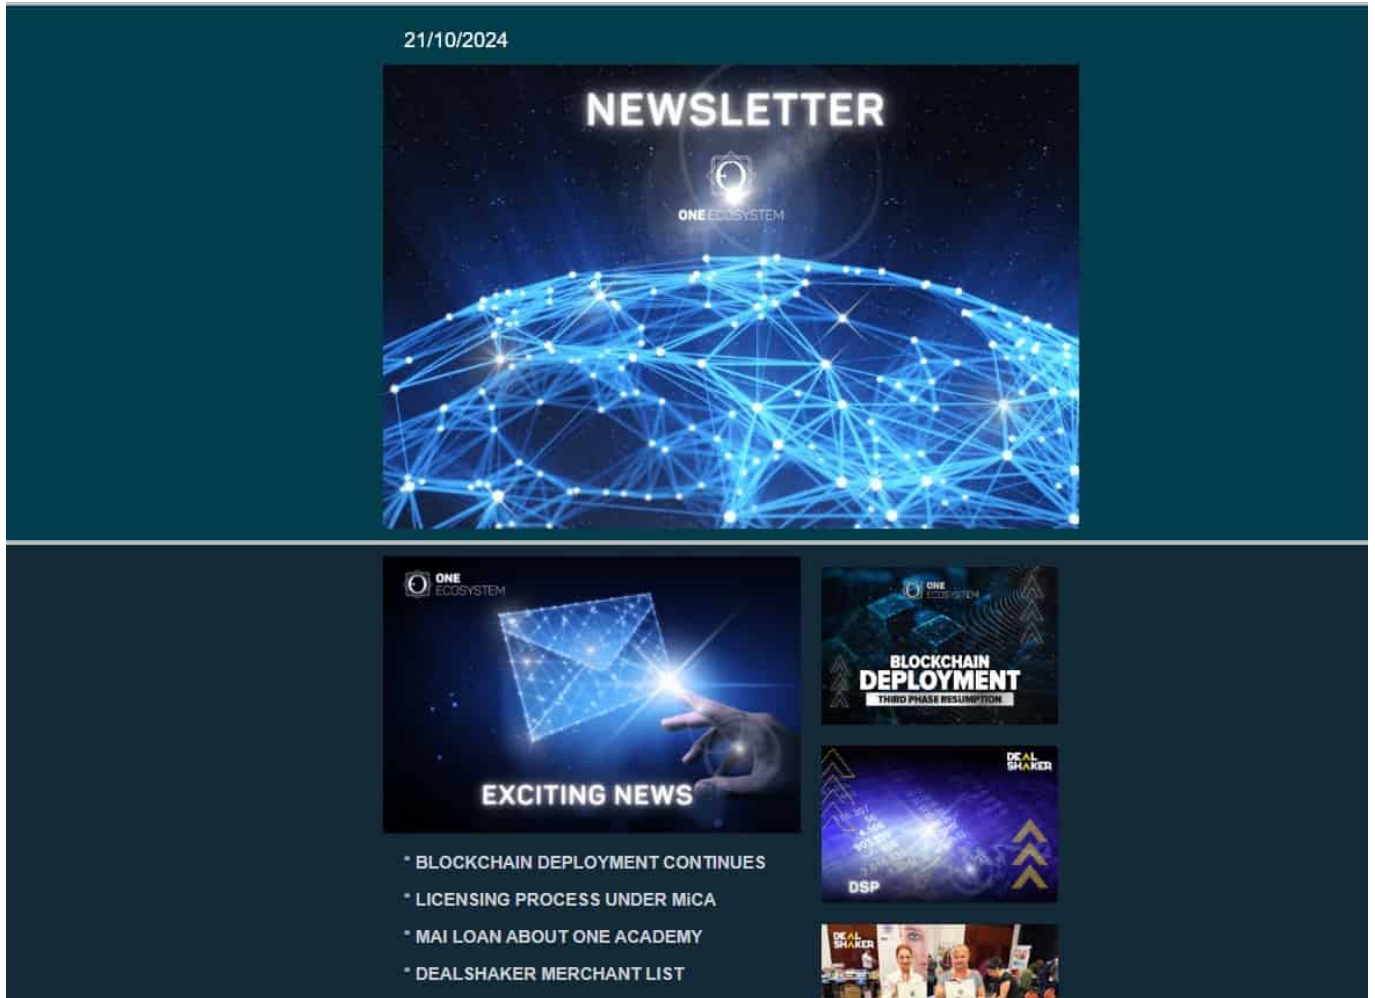 21/10/2024
NEWSLETTER
ONE ECOSYSTEM
ONE
ECOSYSTEM
EXCITING NEWS
* BLOCKCHAIN DEPLOYMENT CONTINUES
* LICENSING PROCESS UNDER MiCA
* MAI LOAN ABOUT ONE ACADEMY
* DEALSHAKER MERCHANT LIST
ONE
ECOSYSTEM
BLOCKCHAIN
DEPLOYMENT
THIRD PHASE RESUMPTION
DEAL
SHAKER
DSP
DEAL
SHAKER